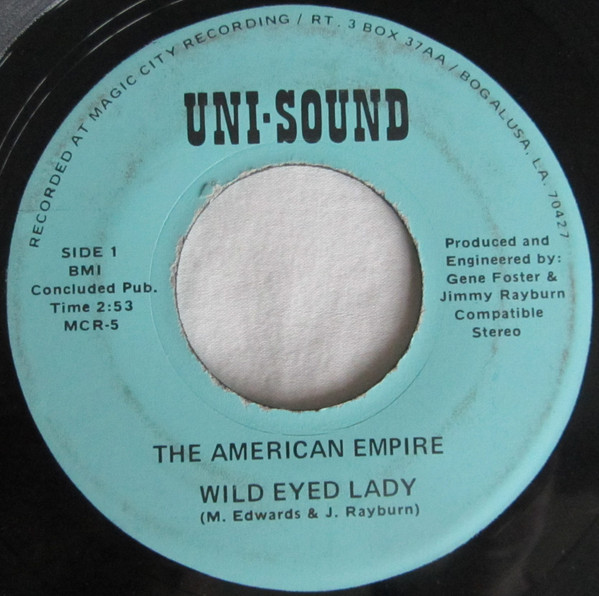 RECORDED AT MAGIC CITY RECORDING / RT. 3 BOX 37AA / BOGALUSA, LA. 70427
UNI-SOUND
SIDE 1
BMI
Concluded Pub.
Time 2:53
MCR-5
Produced and
Engineered by:
Gene Foster &
Jimmy Rayburn
Compatible
Stereo
THE AMERICAN EMPIRE
WILD EYED LADY
(M. Edwards & J. Rayburn)